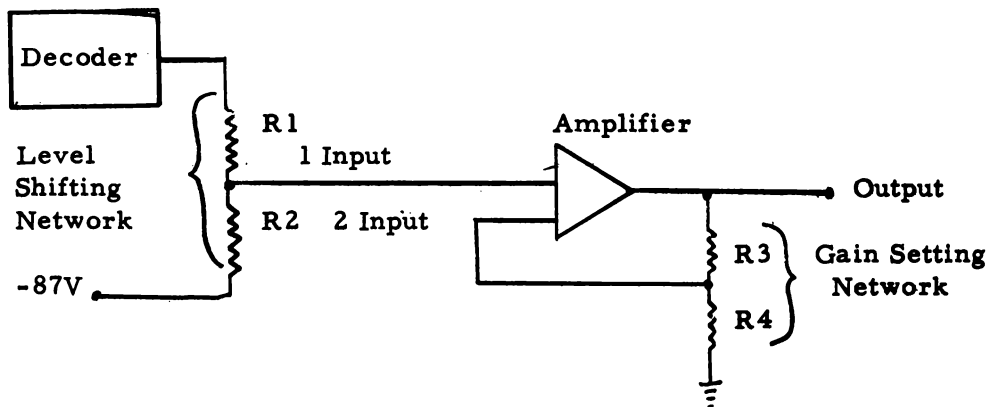 Decoder
R1
Amplifier
1 Input
Level
Shifting
Network
Output
R2
2 Input
R3
Gain Setting
Network
-87V
R4